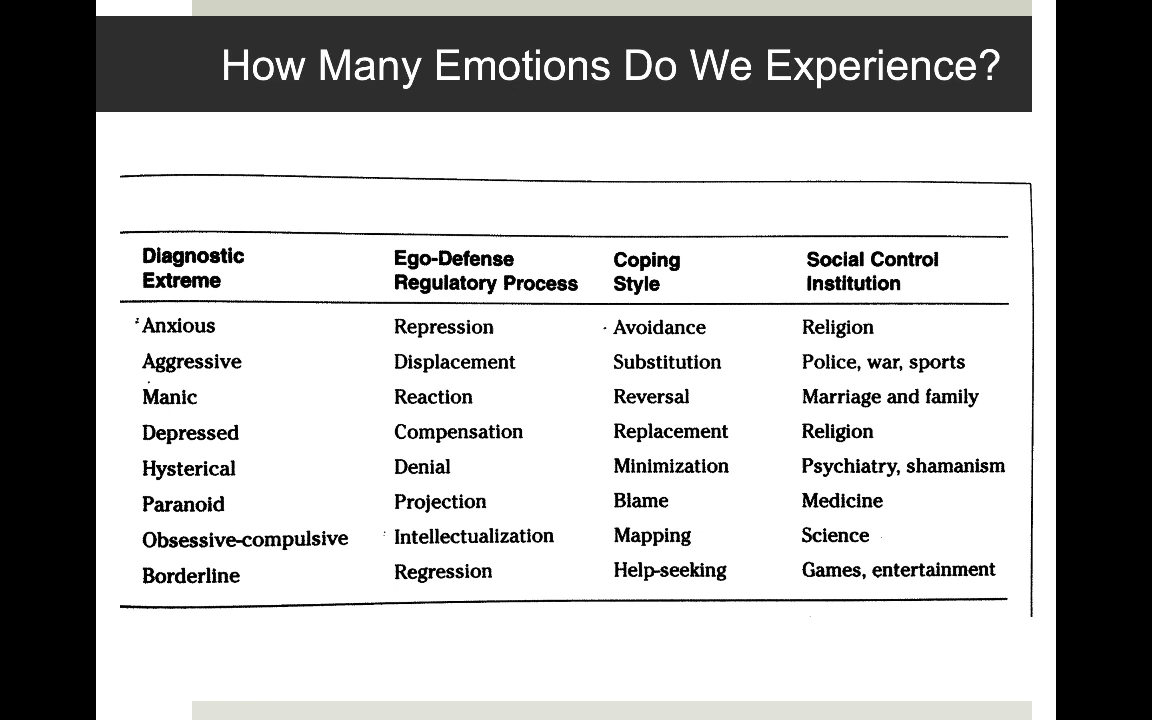 How Many Emotions Do We Experience?
Diagnostic Extreme Ego-Defense Regulatory Process Coping Style Social Control Institution
Anxious Repression Avoidance Religion
Aggressive Displacement Substitution Police, war, sports
Manic Reaction Reversal Marriage and family
Depressed Compensation Replacement Religion
Hysterical Denial Minimization Psychiatry, shamanism
Paranoid Projection Blame Medicine
Obsessive-compulsive Intellectualization Mapping Science
Borderline Regression Help-seeking Games, entertainment